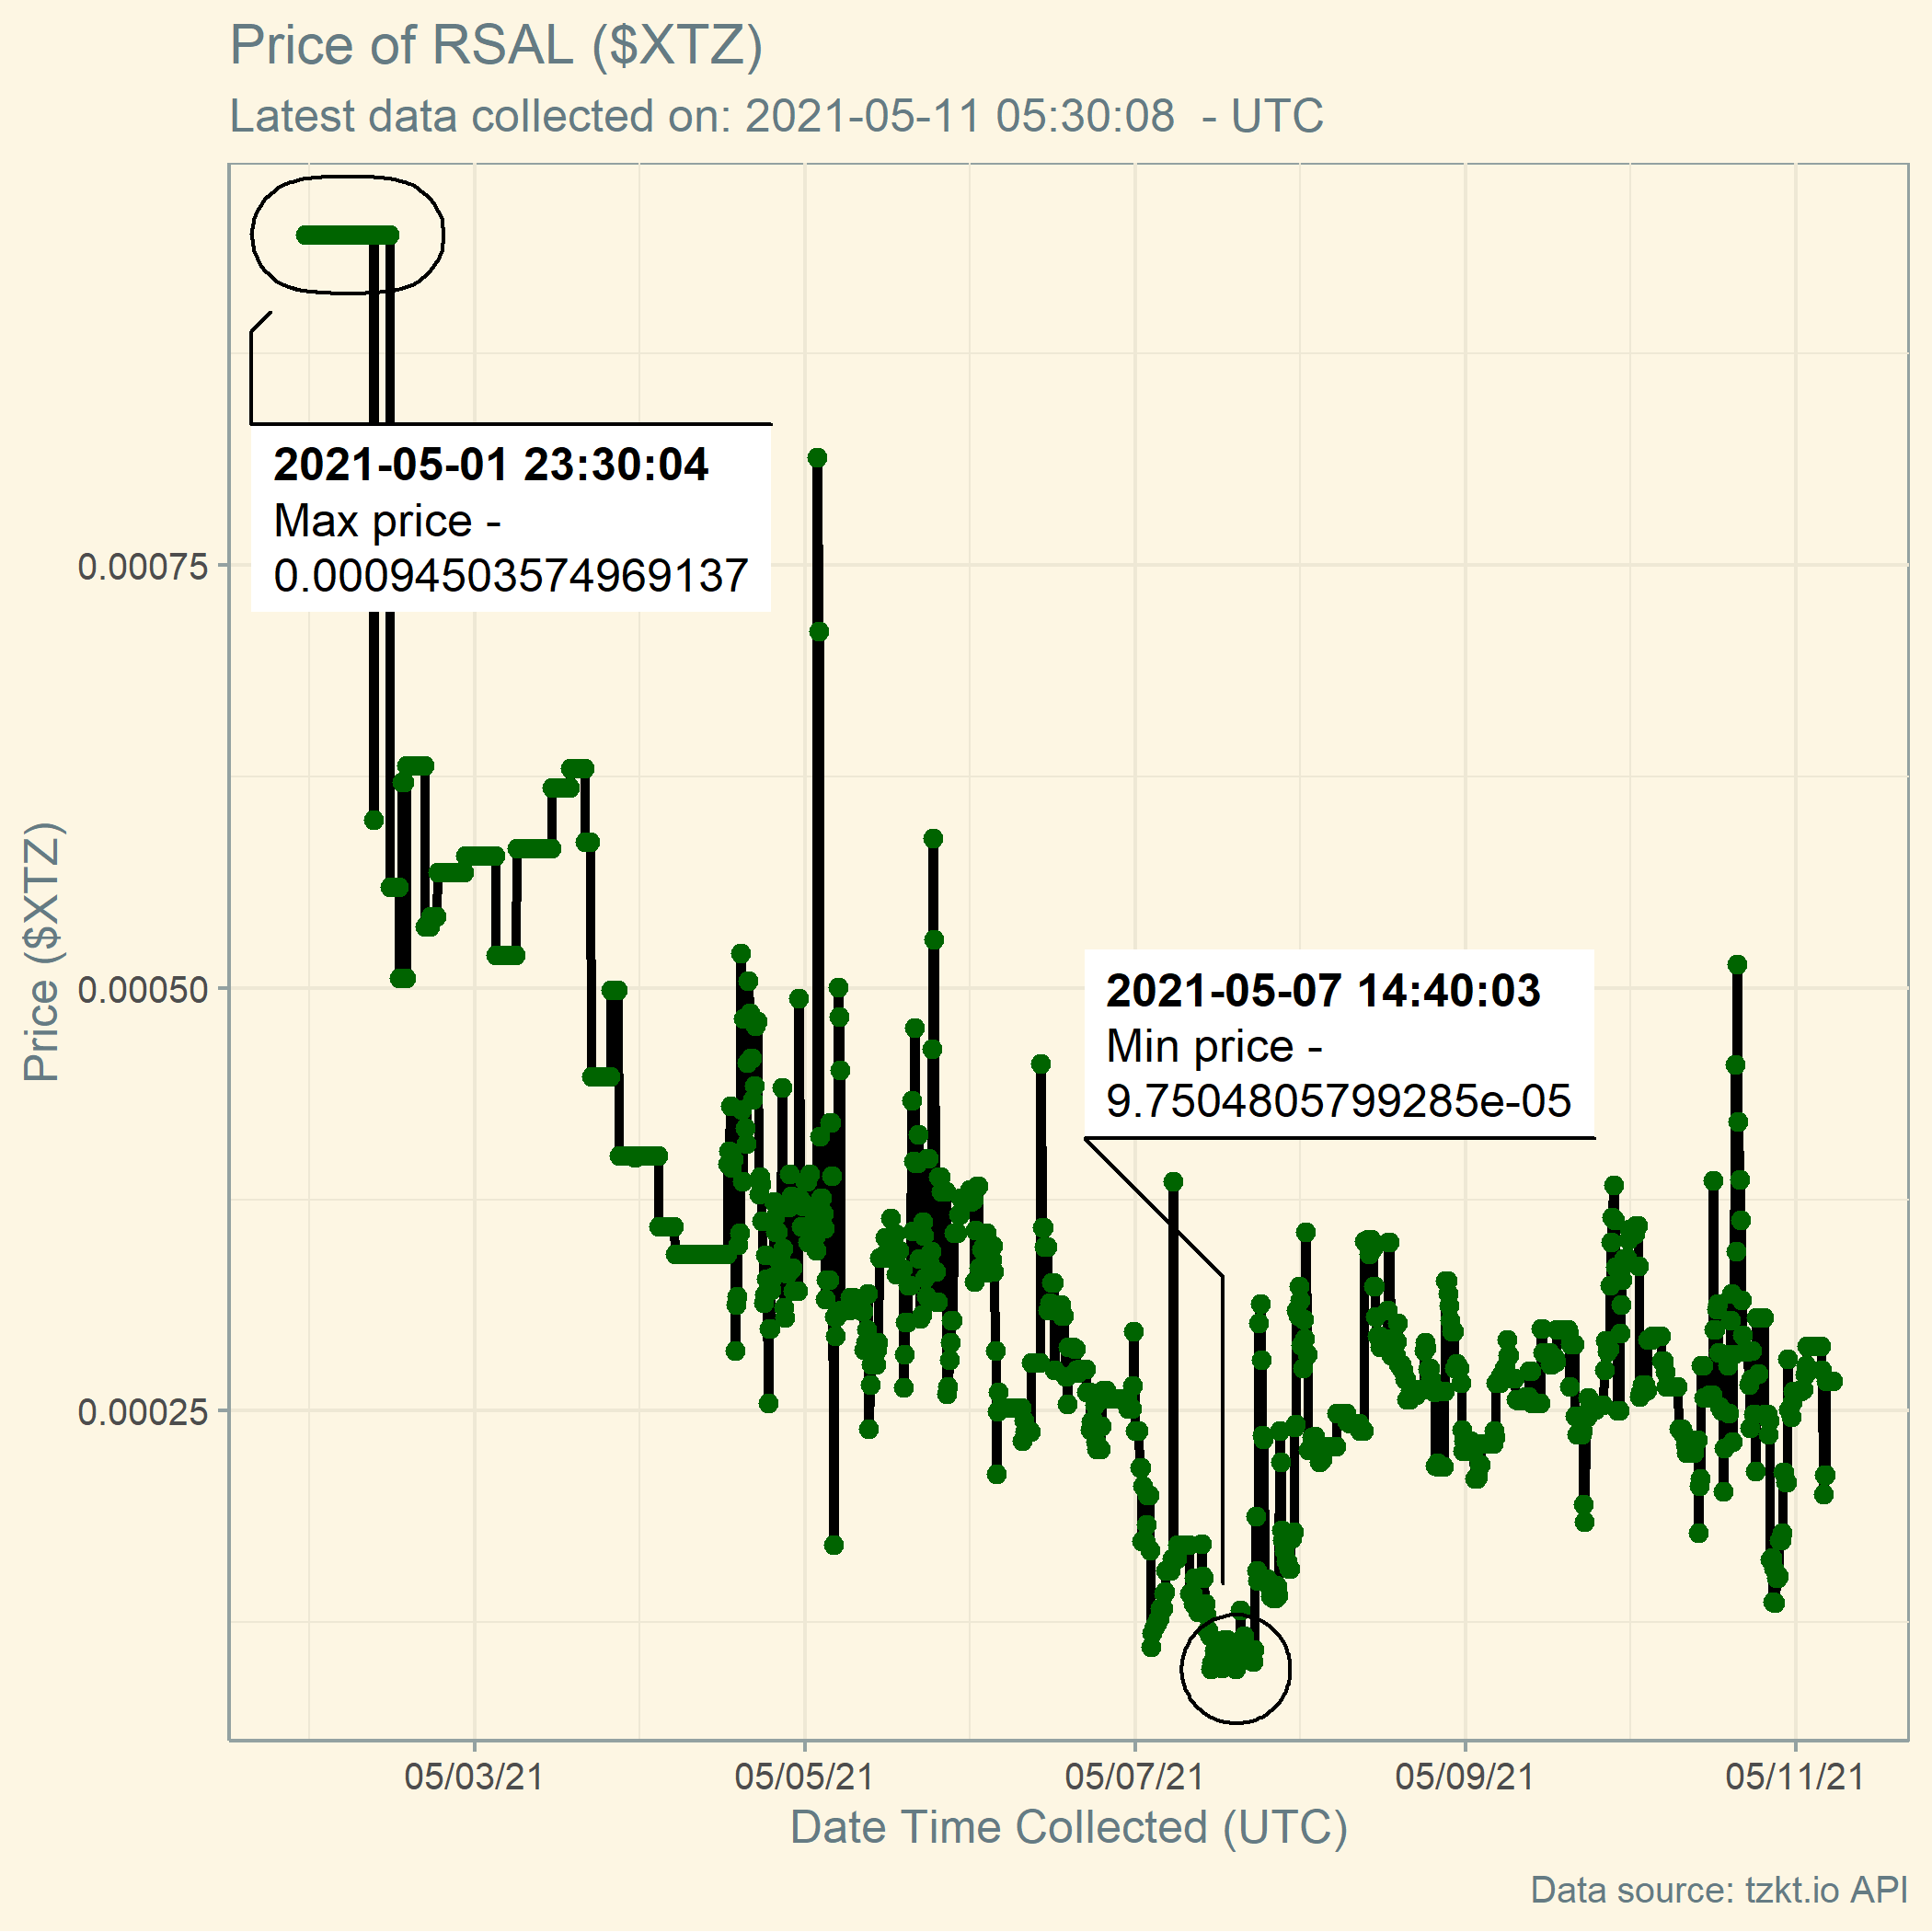 Price of RSAL ($XTZ)
Latest data collected on: 2021-05-11 05:30:08  - UTC
2021-05-01 23:30:04
Max price -
0.00094503574969137
0.00075
2021-05-07 14:40:03
Min price -
9.7504805799285e-05
0.00050
0.00025
Price ($XTZ)
05/03/21
05/05/21
05/07/21
05/09/21
05/11/21
Date Time Collected (UTC)
Data source: tzkt.io API